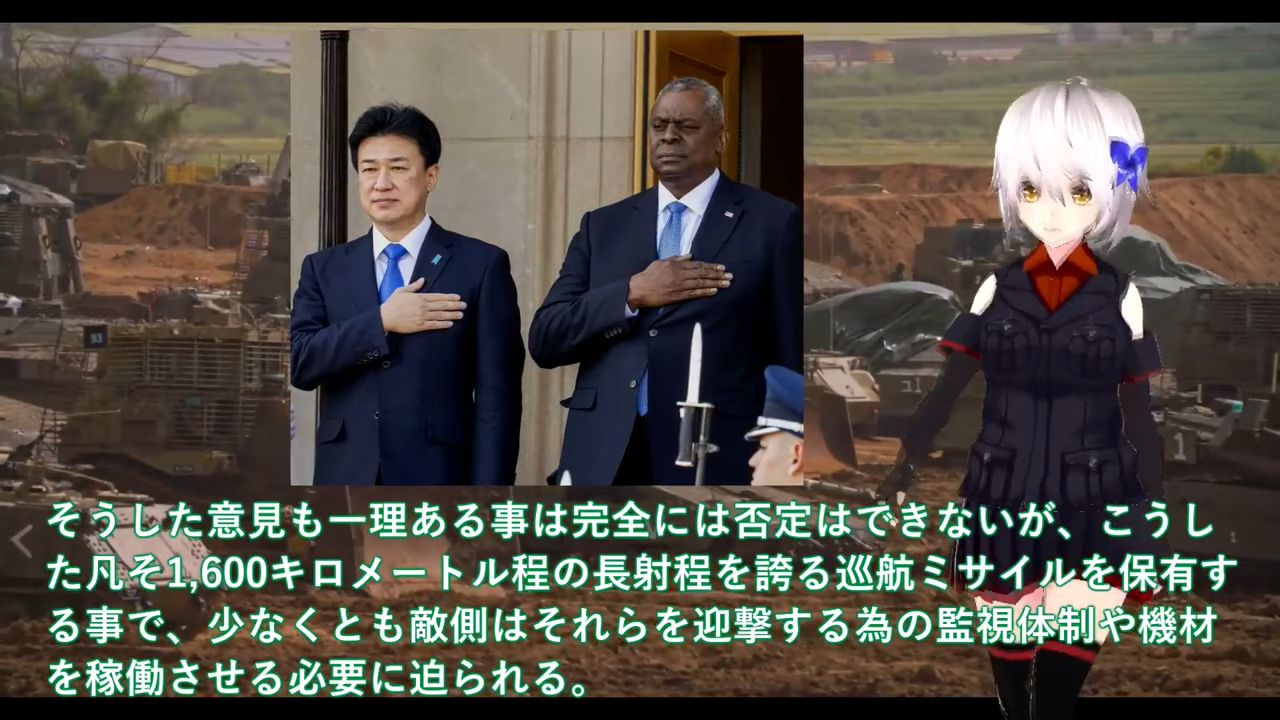 そうした意見も一理ある事は完全には否定はできないが、こうし
た凡そ1,600キロメートル程の長射程を誇る巡航ミサイルを保有す
る事で、少なくとも敵側はそれらを迎撃する為の監視体制や機材
を稼働させる必要に迫られる。
93
1